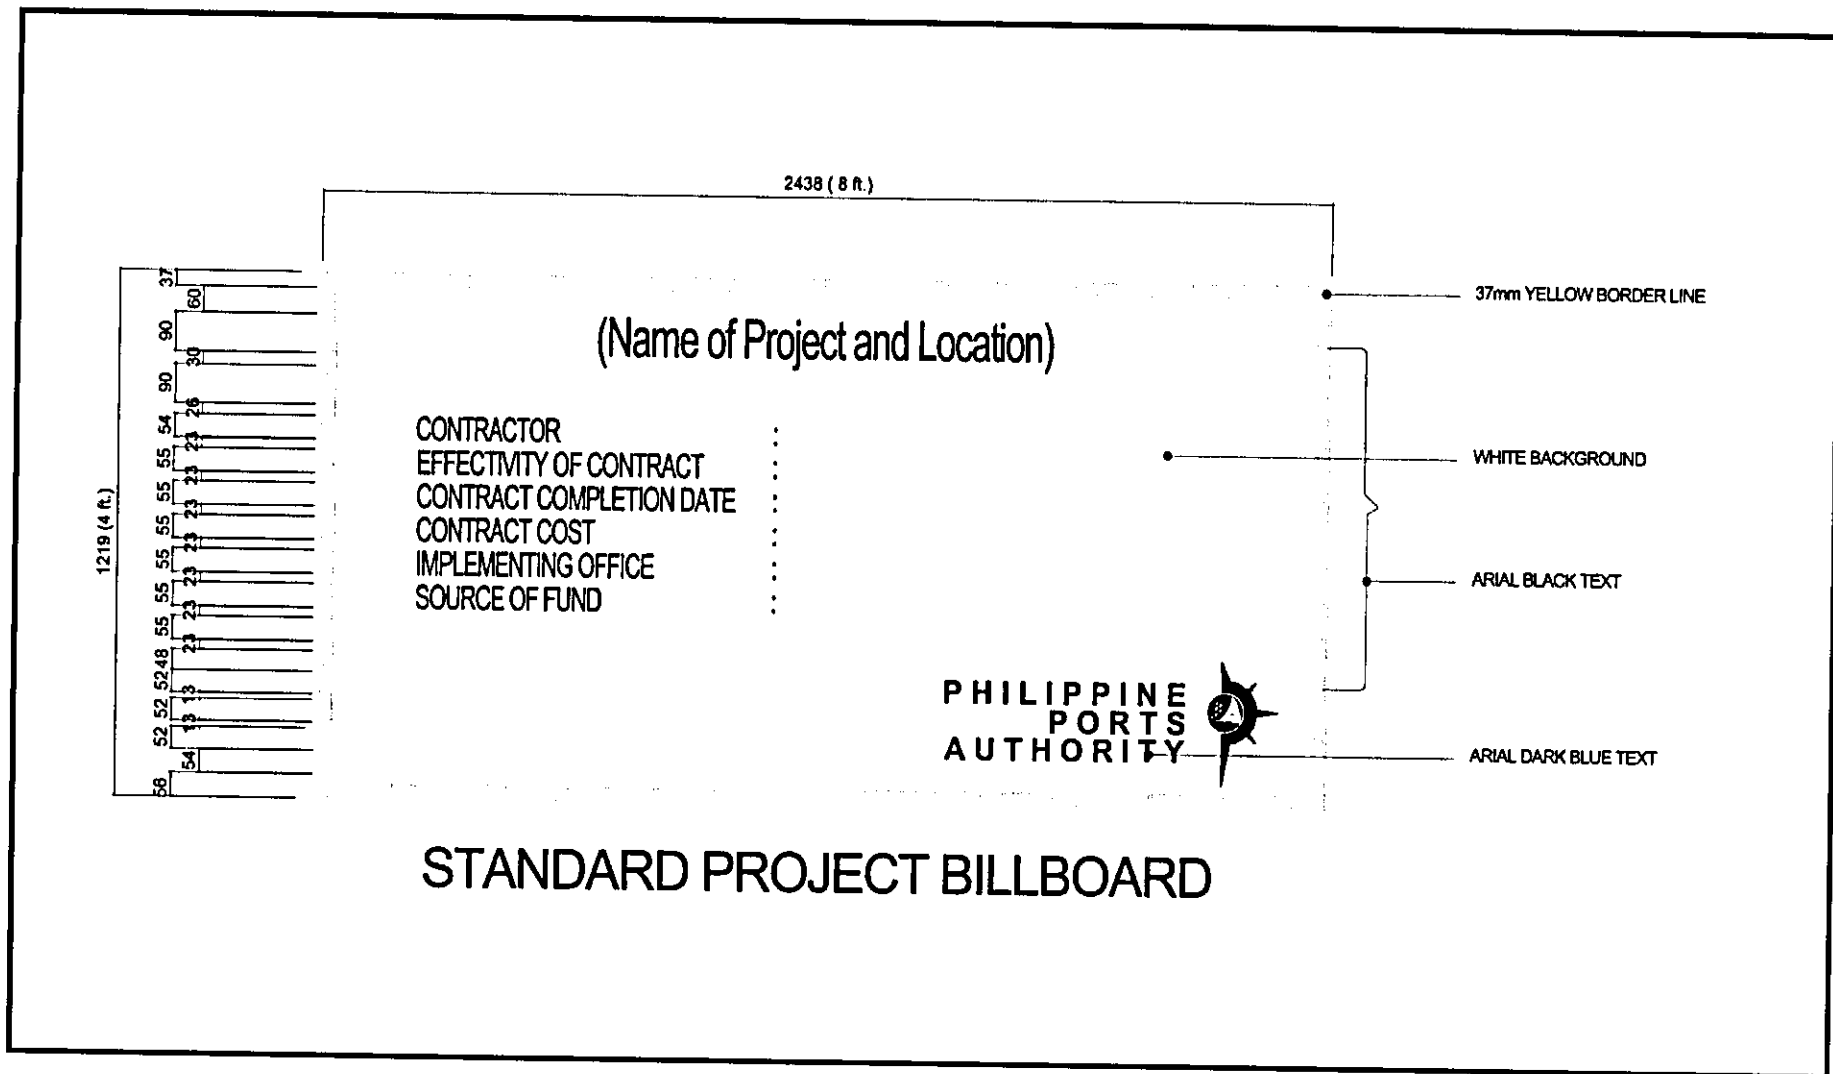 2438 ( 8 ft.)
1219 (4 ft.)
37
60
90
30
90
26
54
23
55
23
55
23
55
23
55
23
55
23
55
23
48
52
13
52
13
52
54
56
(Name of Project and Location)
CONTRACTOR :
EFFECTIVITY OF CONTRACT :
CONTRACT COMPLETION DATE :
CONTRACT COST :
IMPLEMENTING OFFICE :
SOURCE OF FUND :
PHILIPPINE
PORTS
AUTHORITY
37mm YELLOW BORDER LINE
WHITE BACKGROUND
ARIAL BLACK TEXT
ARIAL DARK BLUE TEXT
STANDARD PROJECT BILLBOARD